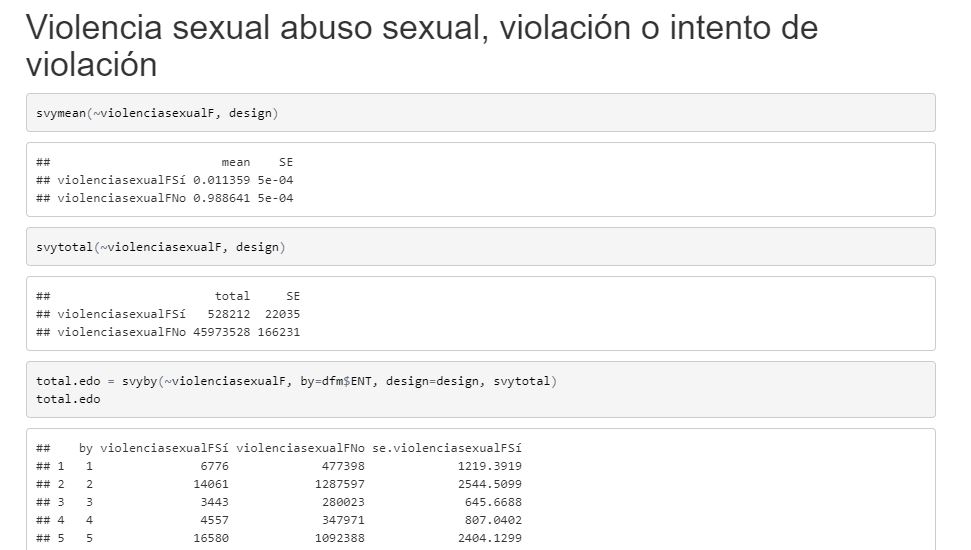 Violencia sexual abuso sexual, violación o intento de
violación
svymean(~violenciasexualF, design)
## mean SE
## violenciasexualFSí 0.011359 5e-04
## violenciasexualFNo 0.988641 5e-04
svytotal(~violenciasexualF, design)
## total SE
## violenciasexualFSí 528212 22035
## violenciasexualFNo 45973528 166231
total.edo = svyby(~violenciasexualF, by=dfm$ENT, design=design, svytotal)
total.edo
## by violenciasexualFSí violenciasexualFNo se.violenciasexualFSí
## 1 1 6776 477398 1219.3919
## 2 2 14061 1287597 2544.5099
## 3 3 3443 280023 645.6688
## 4 4 4557 347971 807.0402
## 5 5 16580 1092388 2404.1299